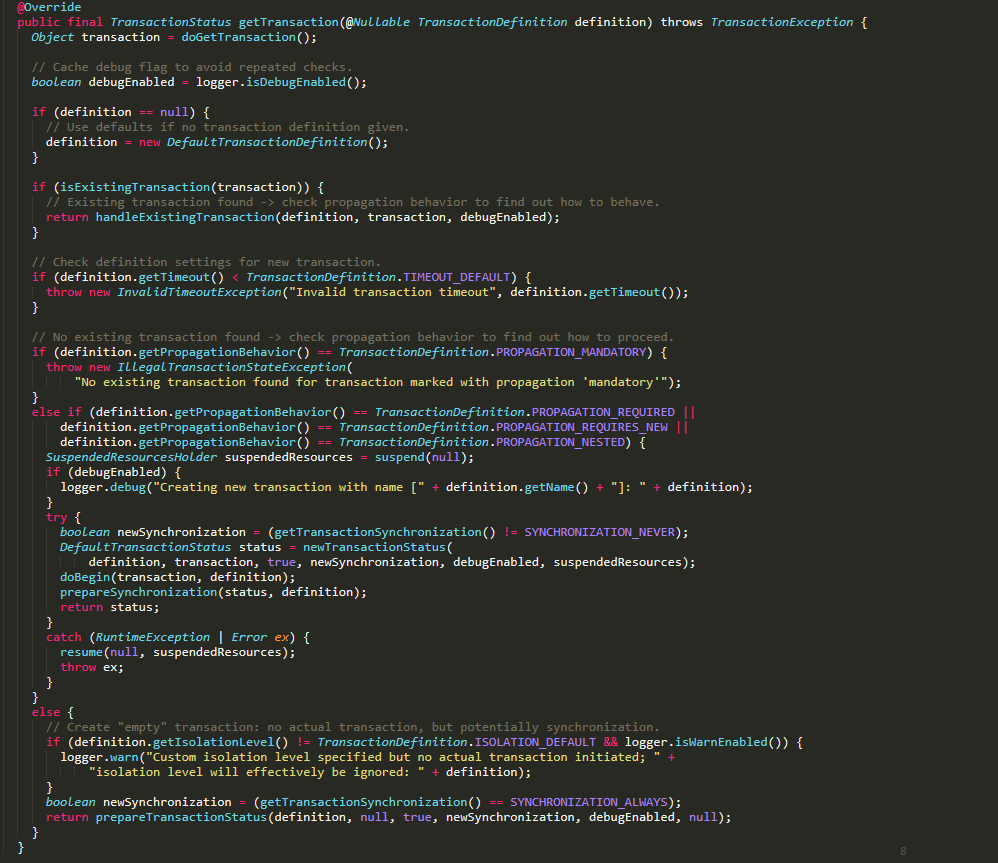 @Override
public final TransactionStatus getTransaction(@Nullable TransactionDefinition definition) throws TransactionException {
  Object transaction = doGetTransaction();

  // Cache debug flag to avoid repeated checks.
  boolean debugEnabled = logger.isDebugEnabled();

  if (definition == null) {
    // Use defaults if no transaction definition given.
    definition = new DefaultTransactionDefinition();
  }

  if (isExistingTransaction(transaction)) {
    // Existing transaction found -> check propagation behavior to find out how to behave.
    return handleExistingTransaction(definition, transaction, debugEnabled);
  }

  // Check definition settings for new transaction.
  if (definition.getTimeout() < TransactionDefinition.TIMEOUT_DEFAULT) {
    throw new InvalidTimeoutException("Invalid transaction timeout", definition.getTimeout());
  }

  // No existing transaction found -> check propagation behavior to find out how to proceed.
  if (definition.getPropagationBehavior() == TransactionDefinition.PROPAGATION_MANDATORY) {
    throw new IllegalTransactionStateException(
        "No existing transaction found for transaction marked with propagation 'mandatory'");
  }
  else if (definition.getPropagationBehavior() == TransactionDefinition.PROPAGATION_REQUIRED ||
      definition.getPropagationBehavior() == TransactionDefinition.PROPAGATION_REQUIRES_NEW ||
      definition.getPropagationBehavior() == TransactionDefinition.PROPAGATION_NESTED) {
    SuspendedResourcesHolder suspendedResources = suspend(null);
    if (debugEnabled) {
      logger.debug("Creating new transaction with name [" + definition.getName() + "]: " + definition);
    }
    try {
      boolean newSynchronization = (getTransactionSynchronization() != SYNCHRONIZATION_NEVER);
      DefaultTransactionStatus status = newTransactionStatus(
          definition, transaction, true, newSynchronization, debugEnabled, suspendedResources);
      doBegin(transaction, definition);
      prepareSynchronization(status, definition);
      return status;
    }
    catch (RuntimeException | Error ex) {
      resume(null, suspendedResources);
      throw ex;
    }
  }
  else {
    // Create "empty" transaction: no actual transaction, but potentially synchronization.
    if (definition.getIsolationLevel() != TransactionDefinition.ISOLATION_DEFAULT && logger.isWarnEnabled()) {
      logger.warn("Custom isolation level specified but no actual transaction initiated; " +
          "isolation level will effectively be ignored: " + definition);
    }
    boolean newSynchronization = (getTransactionSynchronization() == SYNCHRONIZATION_ALWAYS);
    return prepareTransactionStatus(definition, null, true, newSynchronization, debugEnabled, null);
  }
}
8